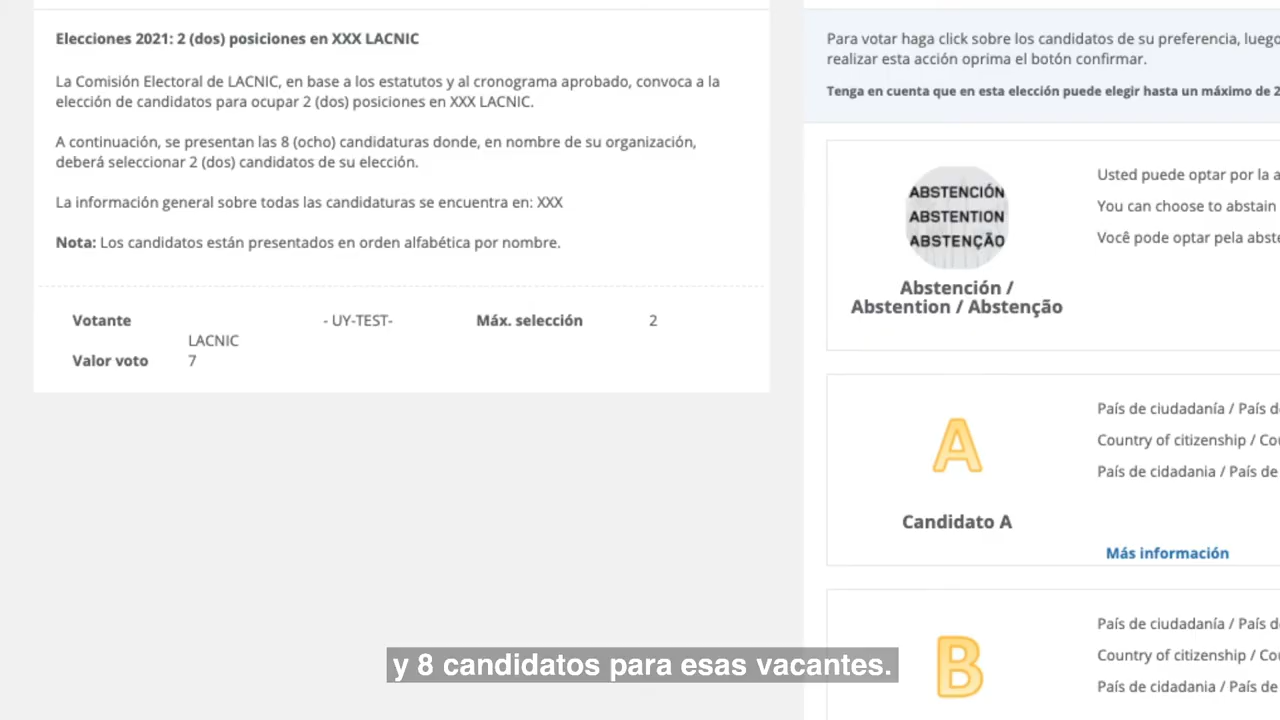 Elecciones 2021: 2 (dos) posiciones en XXX LACNIC
La Comisión Electoral de LACNIC, en base a los estatutos y al cronograma aprobado, convoca a la
elección de candidatos para ocupar 2 (dos) posiciones en XXX LACNIC.
A continuación, se presentan las 8 (ocho) candidaturas donde, en nombre de su organización,
deberá seleccionar 2 (dos) candidatos de su elección.
La información general sobre todas las candidaturas se encuentra en: XXX
Nota: Los candidatos están presentados en orden alfabética por nombre.
Votante - UY-TEST- Máx. selección 2
LACNIC
Valor voto 7
Para votar haga click sobre los candidatos de su preferencia, luego
realizar esta acción oprima el botón confirmar.
Tenga en cuenta que en esta elección puede elegir hasta un máximo de 2
ABSTENCIÓN
ABSTENTION
ABSTENÇÃO
Abstención /
Abstention / Abstenção
Usted puede optar por la a
You can choose to abstain
Você pode optar pela abste
A
Candidato A
País de ciudadanía / País d
Country of citizenship / Cou
País de cidadania / País de
Más información
B
País de ciudadanía / País d
Country of citizenship / Cou
País de cidadania / País de
y 8 candidatos para esas vacantes.